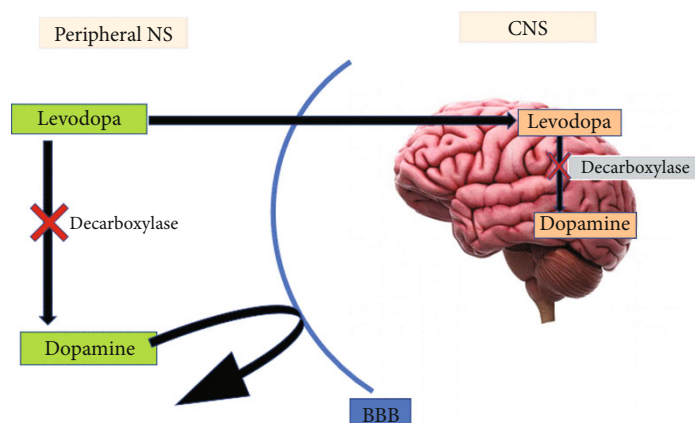 Peripheral NS
CNS
Levodopa
Levodopa
Decarboxylase
Decarboxylase
Dopamine
Dopamine
BBB